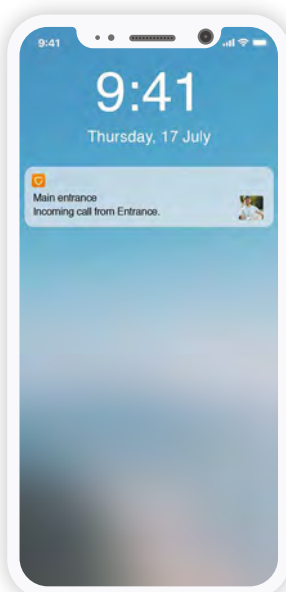 9:41
9:41
Thursday, 17 July
Main entrance
Incoming call from Entrance.